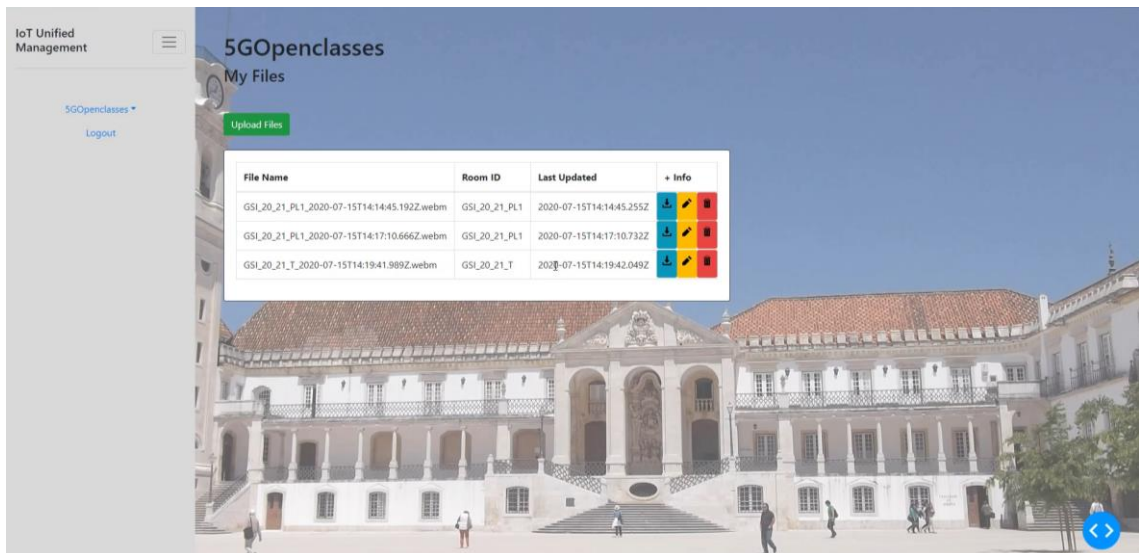 IoT Unified
Management
5GOpenclasses
Logout
5GOpenclasses
My Files
Upload Files
File Name Room ID Last Updated + Info
GSI_20_21_PL1_2020-07-15T14:14:45.192Z.webm GSI_20_21_PL1 2020-07-15T14:14:45.255Z
GSI_20_21_PL1_2020-07-15T14:17:10.666Z.webm GSI_20_21_PL1 2020-07-15T14:17:10.732Z
GSI_20_21_T_2020-07-15T14:19:41.989Z.webm GSI_20_21_T 2020-07-15T14:19:42.049Z